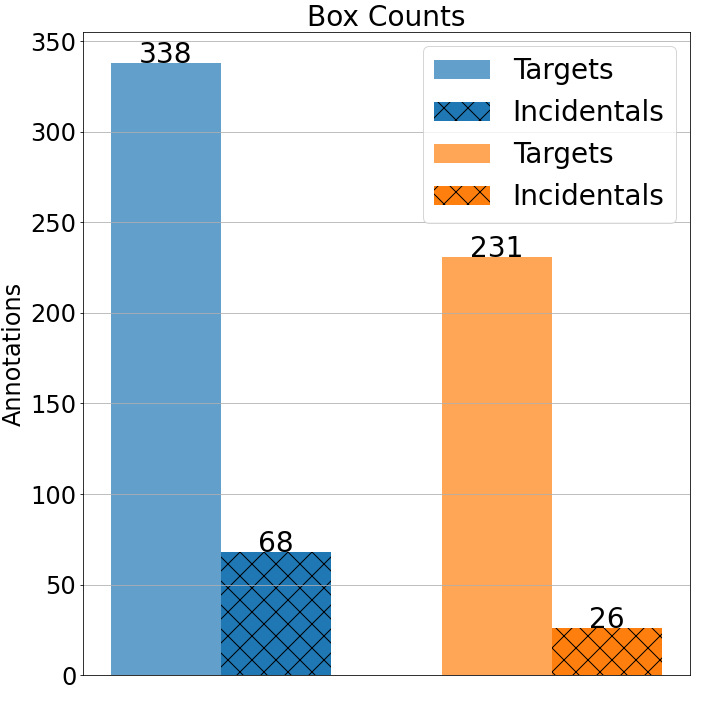 Box Counts
Annotations
350
300
250
200
150
100
50
0
338
68
231
26
Targets
Incidentals
Targets
Incidentals